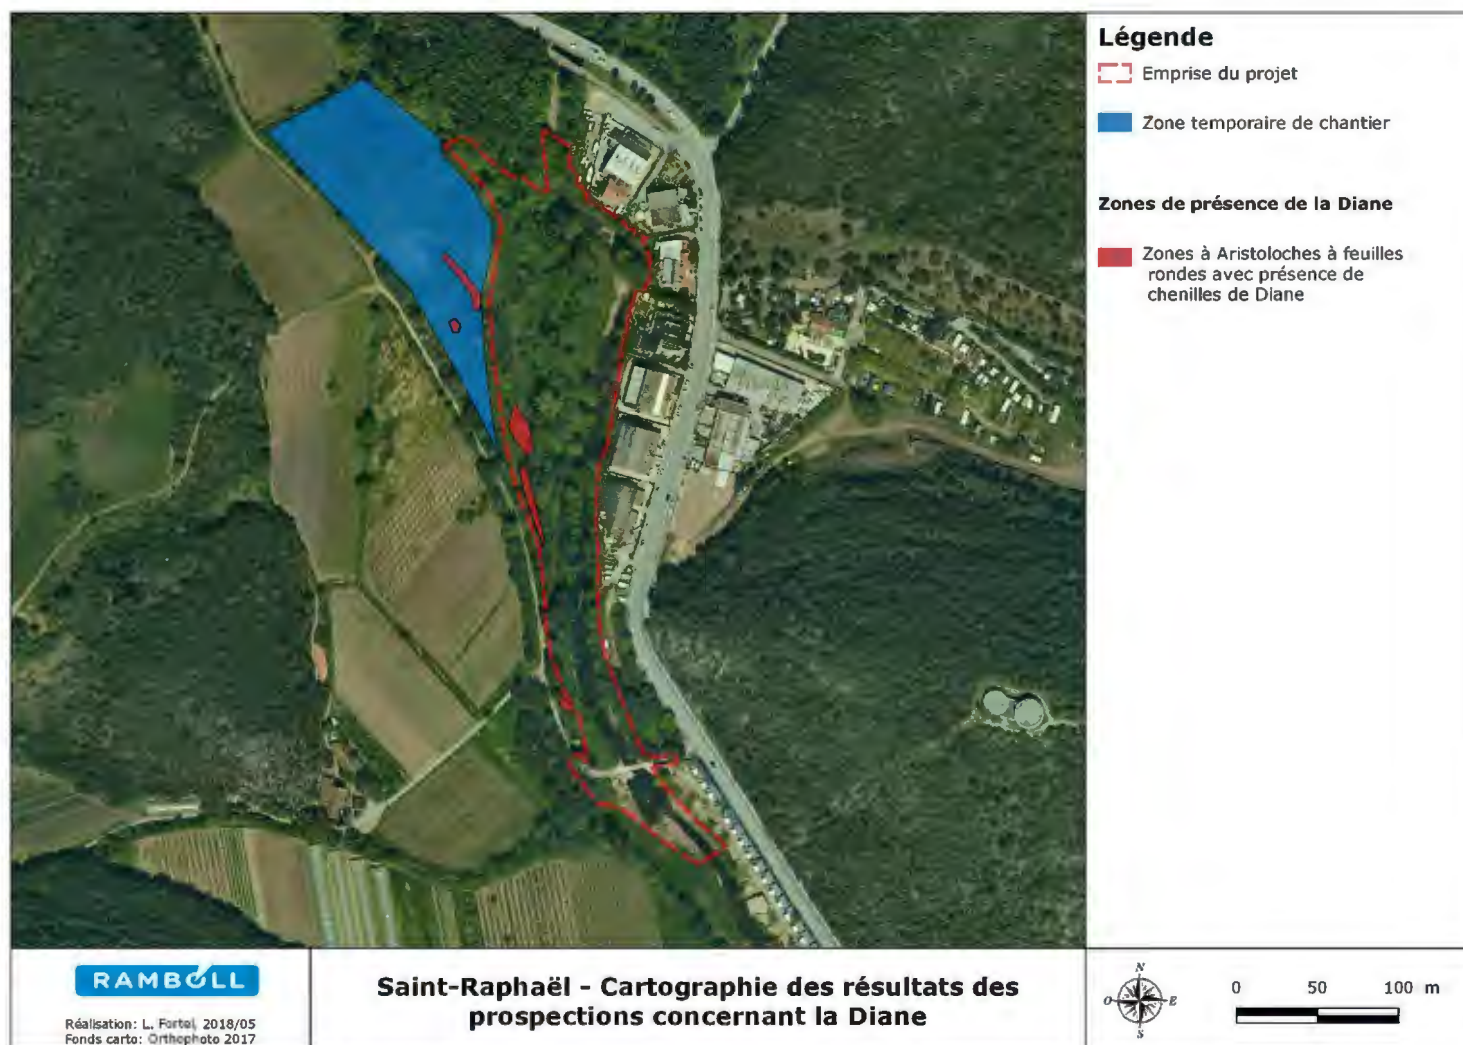 Légende
Emprise du projet
Zone temporaire de chantier
Zones de présence de la Diane
Zones à Aristoloches à feuilles
rondes avec présence de
chenilles de Diane
RAMBOLL
Réalisation: L. Fortel, 2018/05
Fonds carto: Orthophoto 2017
Saint-Raphaël - Cartographie des résultats des
prospections concernant la Diane
N
O
E
S
0 50 100 m